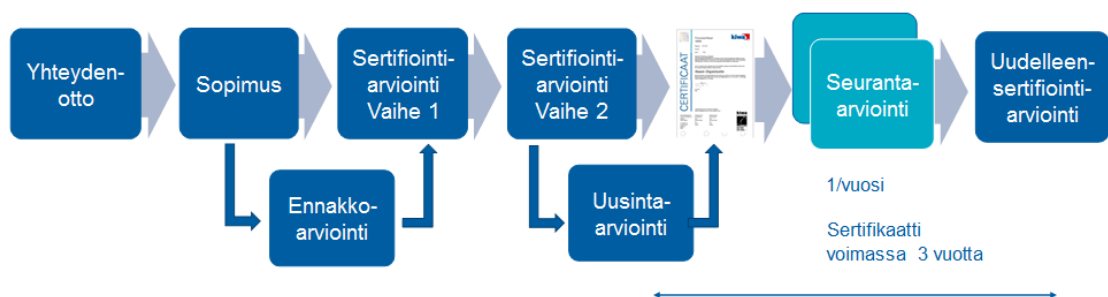 Yhteyden-
otto
Sopimus
Sertifiointi-
arviointi
Vaihe 1
Sertifiointi-
arviointi
Vaihe 2
CERTIFICAAT
kiwa
Seuranta-
arviointi
Uudelleen-
sertifiointi-
arviointi
Ennakko-
arviointi
Uusinta-
arviointi
1/vuosi
Sertifikaatti
voimassa 3 vuotta